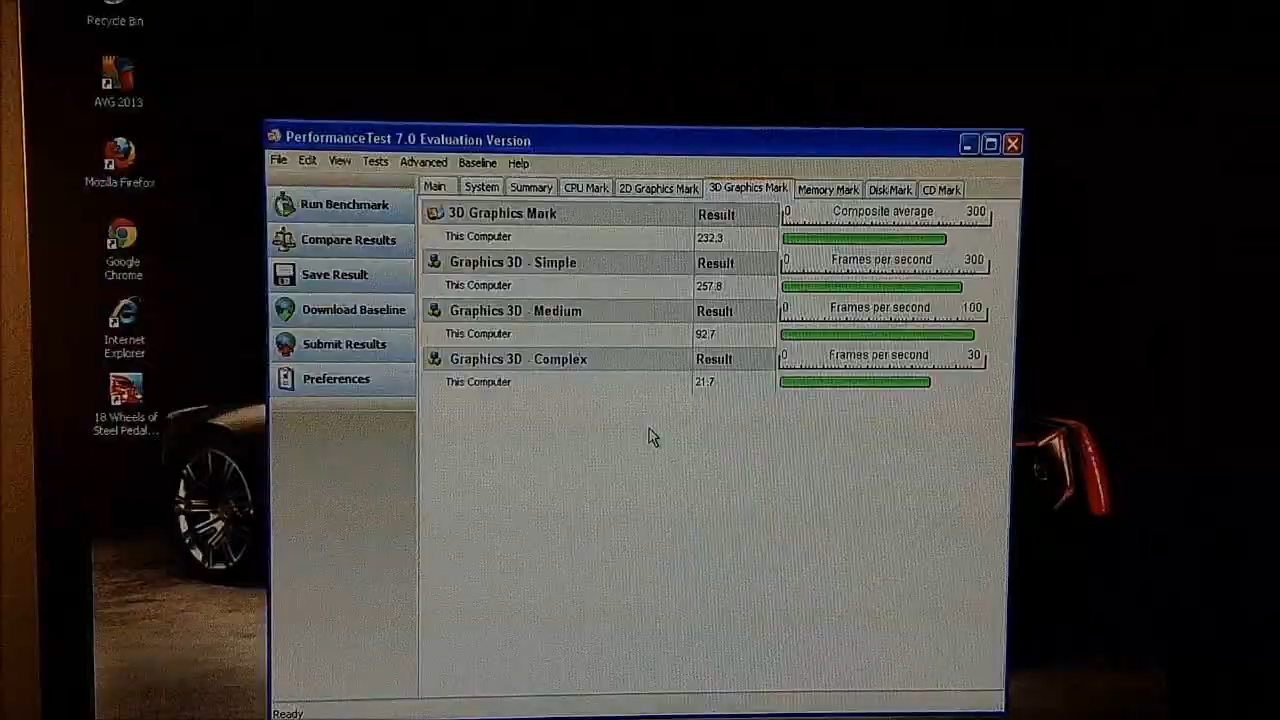 Recycle Bin
AVG 2013
Mozilla Firefox
Google
Chrome
Internet
Explorer
18 Wheels of
Steel Pedal...
PerformanceTest 7.0 Evaluation Version
File Edit View Tests Advanced Baseline Help
Run Benchmark
Compare Results
Save Result
Download Baseline
Submit Results
Preferences
Main System Summary CPU Mark 2D Graphics Mark 3D Graphics Mark Memory Mark Disk Mark CD Mark
3D Graphics Mark Result 0 Composite average 300
This Computer 232.3
Graphics 3D - Simple Result 0 Frames per second 300
This Computer 257.8
Graphics 3D - Medium Result 0 Frames per second 100
This Computer 92.7
Graphics 3D - Complex Result 0 Frames per second 30
This Computer 21.7
Ready